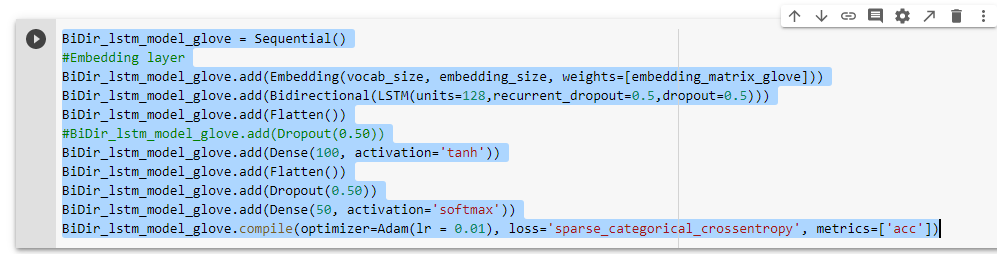 BiDir_lstm_model_glove = Sequential()
#Embedding layer
BiDir_lstm_model_glove.add(Embedding(vocab_size, embedding_size, weights=[embedding_matrix_glove]))
BiDir_lstm_model_glove.add(Bidirectional(LSTM(units=128,recurrent_dropout=0.5,dropout=0.5)))
BiDir_lstm_model_glove.add(Flatten())
#BiDir_lstm_model_glove.add(Dropout(0.50))
BiDir_lstm_model_glove.add(Dense(100, activation='tanh'))
BiDir_lstm_model_glove.add(Flatten())
BiDir_lstm_model_glove.add(Dropout(0.50))
BiDir_lstm_model_glove.add(Dense(50, activation='softmax'))
BiDir_lstm_model_glove.compile(optimizer=Adam(lr = 0.01), loss='sparse_categorical_crossentropy', metrics=['acc'])